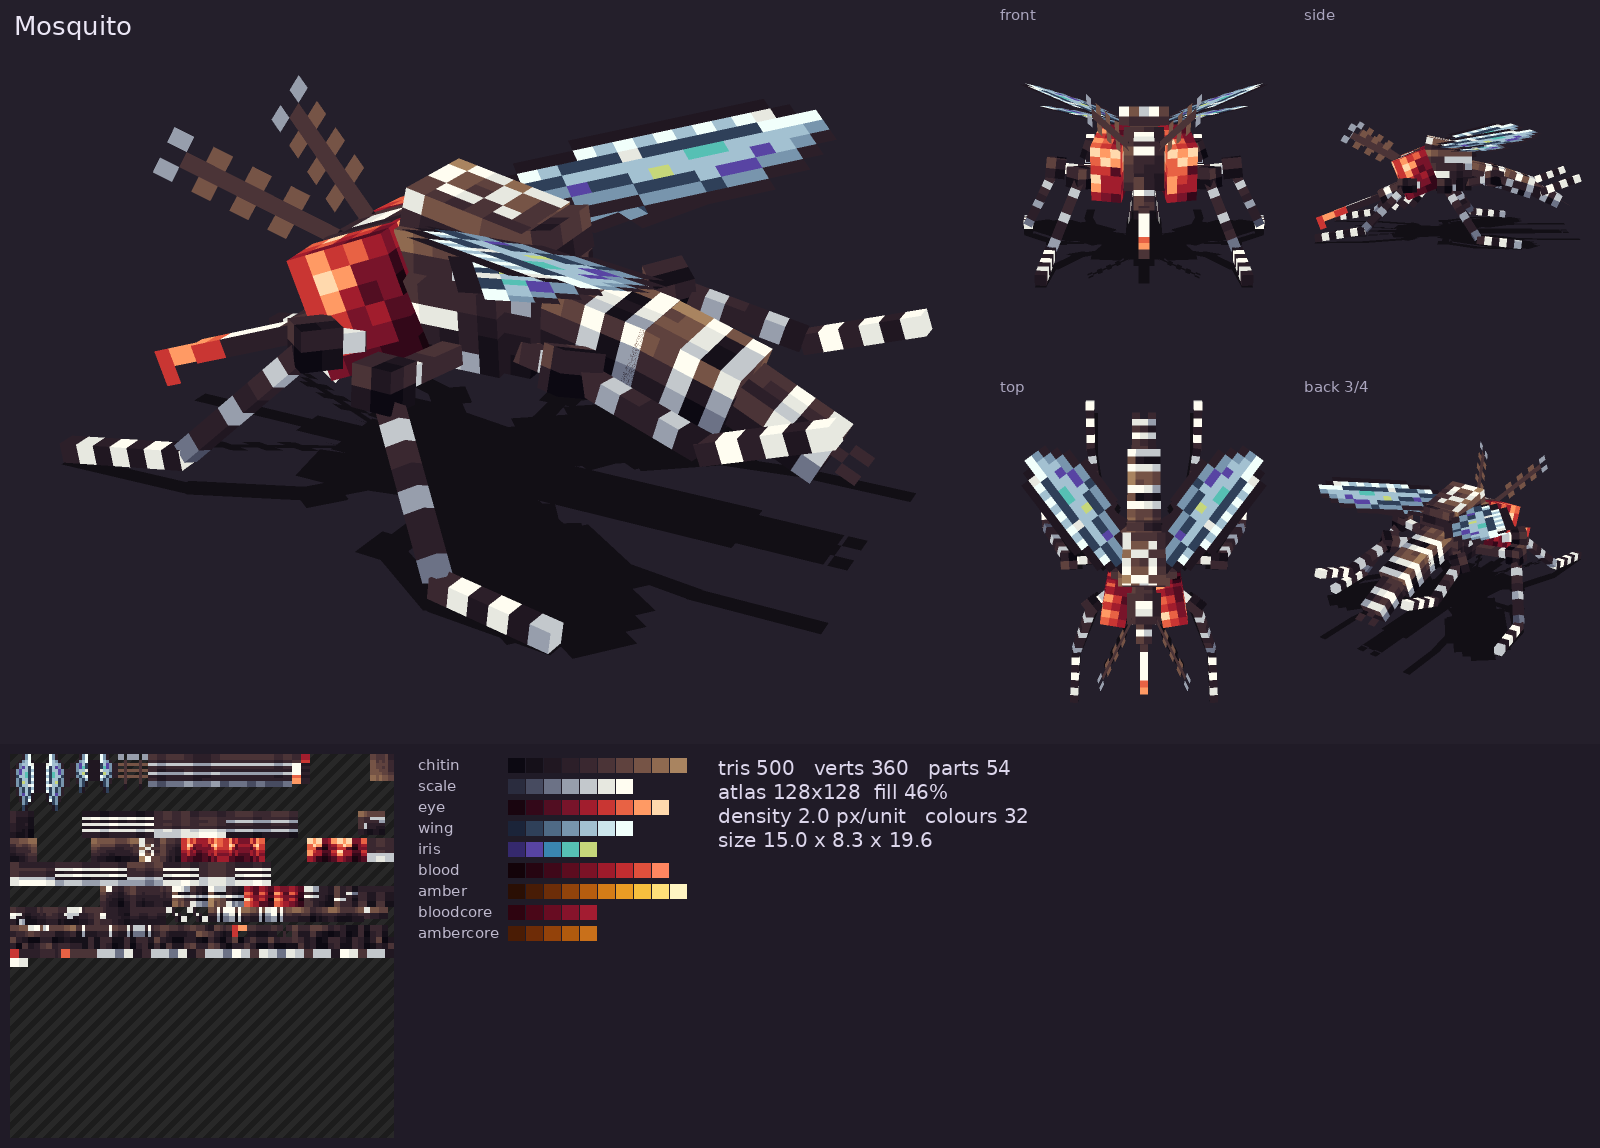 Mosquito
front
side
top
back 3/4
chitin
scale
eye
wing
iris
blood
amber
bloodcore
ambercore
tris 500 verts 360 parts 54
atlas 128x128 fill 46%
density 2.0 px/unit colours 32
size 15.0 x 8.3 x 19.6